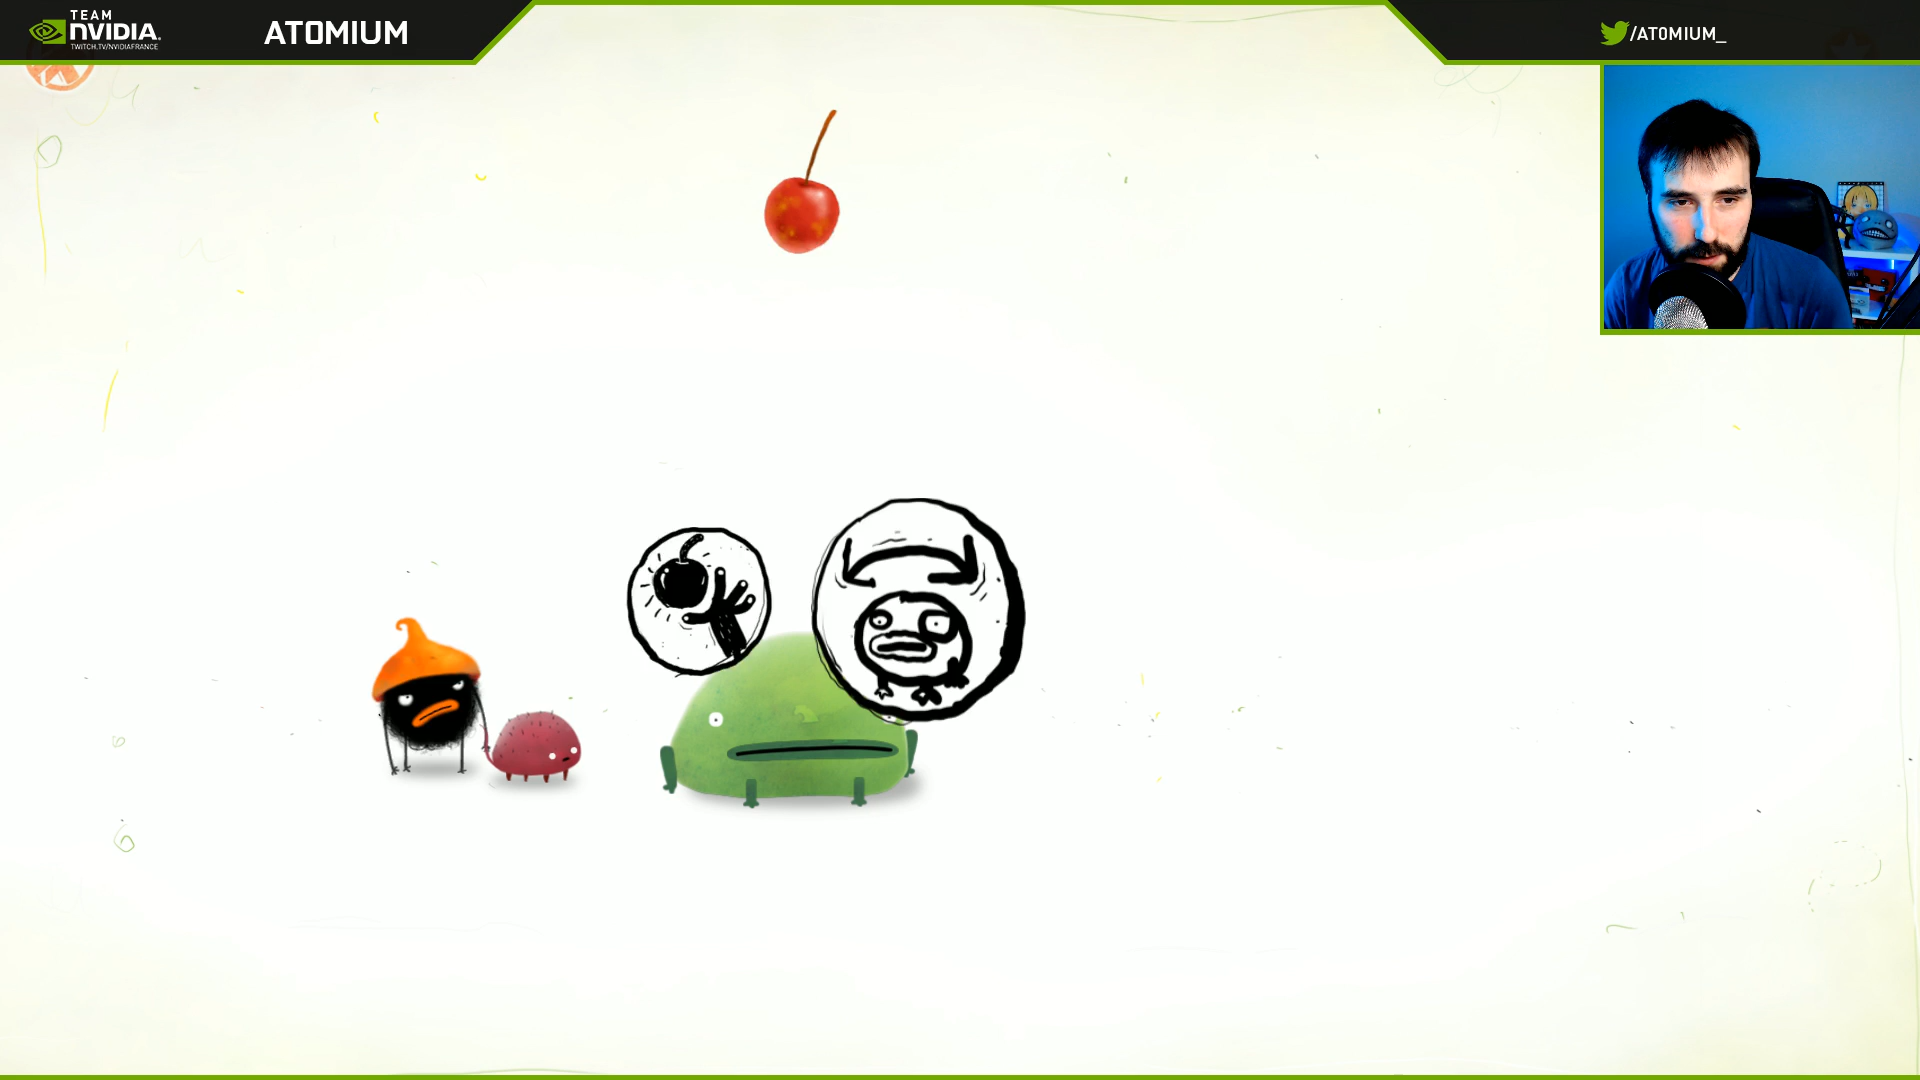 TEAM
NVIDIA.
TWITCH.TV/NVIDIAFRANCE
ATOMIUM
/ATOMIUM_